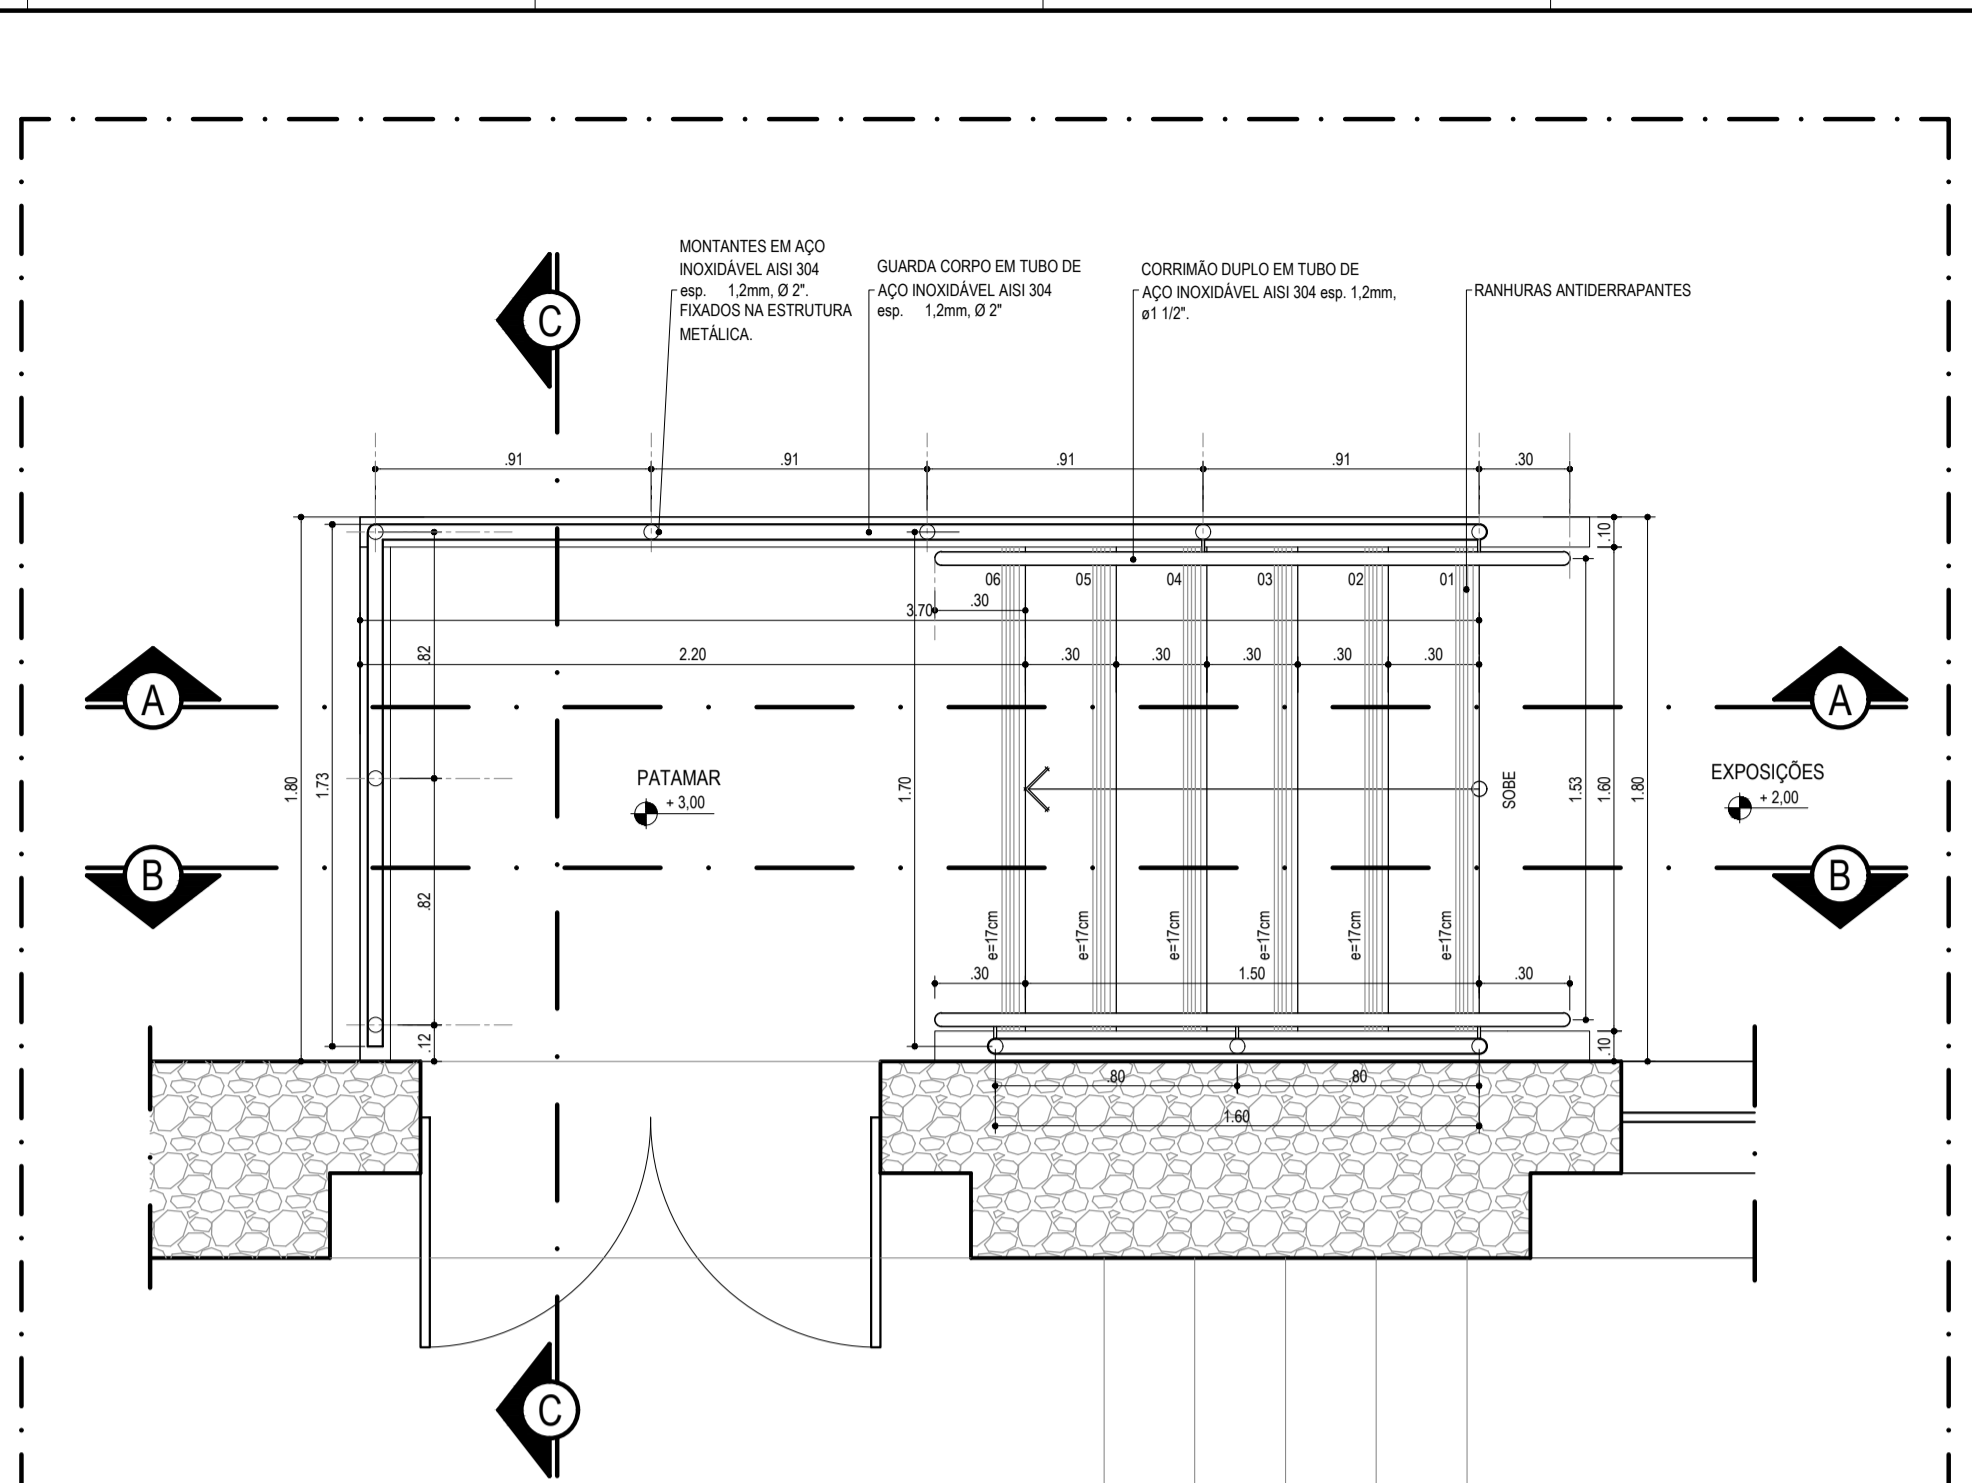 MONTANTES EM AÇO
INOXIDÁVEL AISI 304
esp. 1,2mm, Ø 2".
FIXADOS NA ESTRUTURA
METÁLICA.
GUARDA CORPO EM TUBO DE
AÇO INOXIDÁVEL AISI 304
esp. 1,2mm, Ø 2"
CORRIMÃO DUPLO EM TUBO DE
AÇO INOXIDÁVEL AISI 304 esp. 1,2mm,
ø1 1/2".
RANHURAS ANTIDERRAPANTES
C
.91
.91
.91
.91
.30
.10
06
05
04
03
02
01
.30
3.70
2.20
.30
.30
.30
.30
.30
.82
A
A
1.80
1.73
PATAMAR
+ 3,00
1.70
SOBE
1.53
1.60
1.80
EXPOSIÇÕES
+ 2,00
B
B
.82
e=17cm
e=17cm
e=17cm
e=17cm
e=17cm
e=17cm
.30
1.50
.30
.12
.10
.80
.80
1.60
C